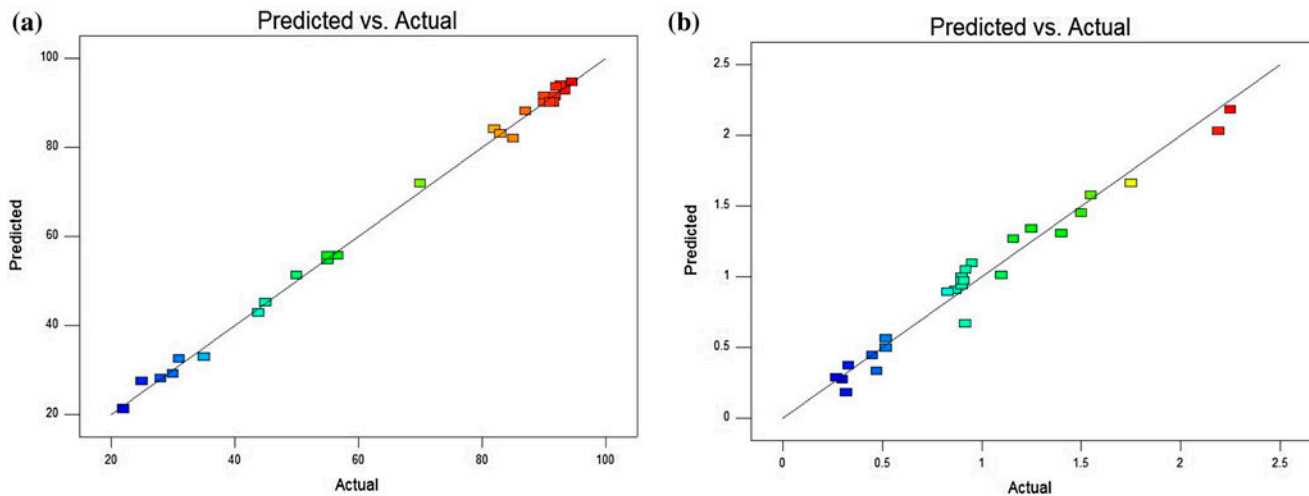 (a)
Predicted vs. Actual
100
80
60
40
20
Predicted
20 40 60 80 100
Actual
(b)
Predicted vs. Actual
2.5
2
1.5
1
0.5
0
Predicted
0 0.5 1 1.5 2 2.5
Actual